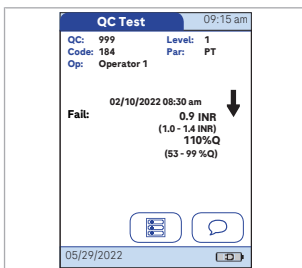 QC Test 09:15 am
QC: 999 Level: 1
Code: 184 Par: PT
Op: Operator 1
02/10/2022 08:30 am
Fail: 0.9 INR
(1.0 - 1.4 INR)
110%Q
(53 - 99 %Q)
05/29/2022